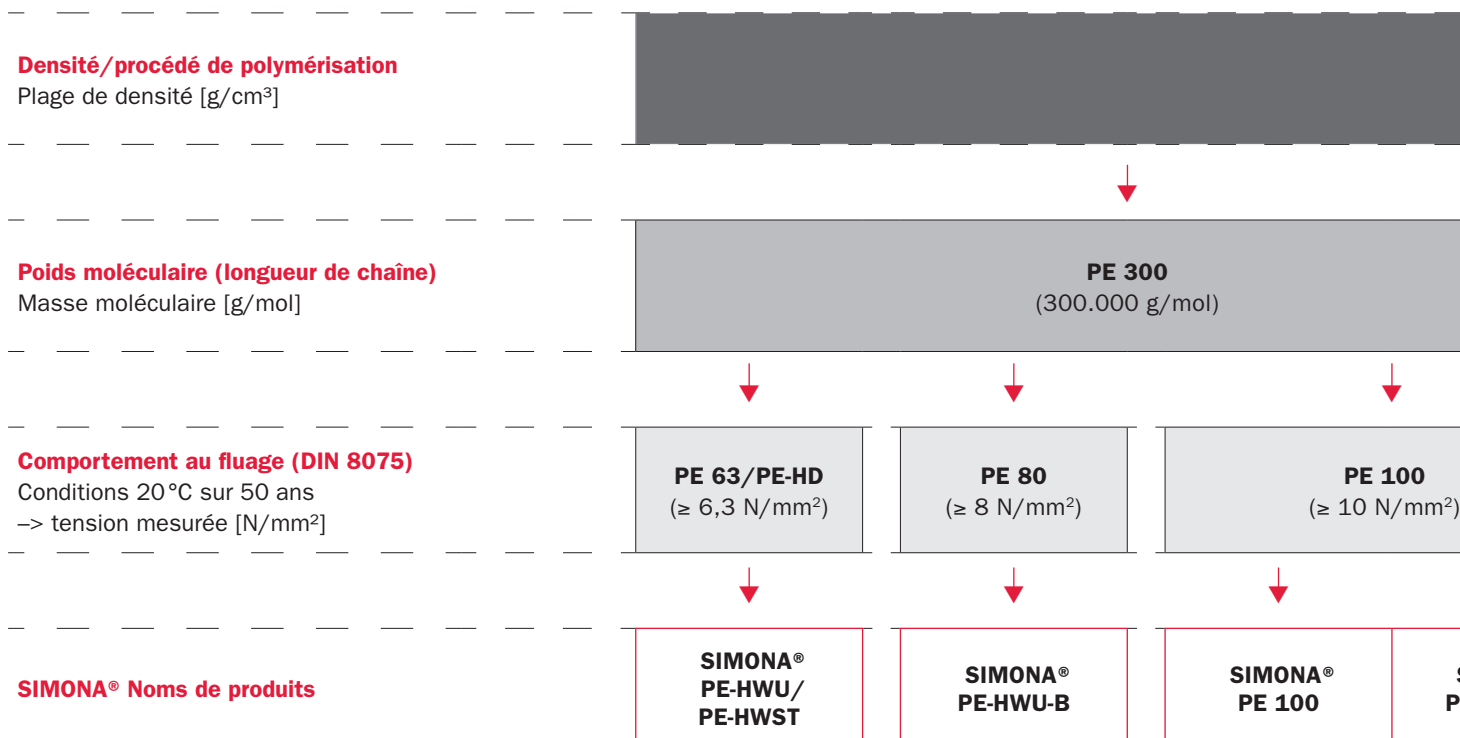 Densité/procédé de polymérisation
Plage de densité [g/cm³]
Poids moléculaire (longueur de chaîne)
Masse moléculaire [g/mol]
PE 300
(300.000 g/mol)
Comportement au fluage (DIN 8075)
Conditions 20 °C sur 50 ans
–> tension mesurée [N/mm²]
PE 63/PE-HD
(≥ 6,3 N/mm²)
PE 80
(≥ 8 N/mm²)
PE 100
(≥ 10 N/mm²)
SIMONA® Noms de produits
SIMONA®
PE-HWU/
PE-HWST
SIMONA®
PE-HWU-B
SIMONA®
PE 100